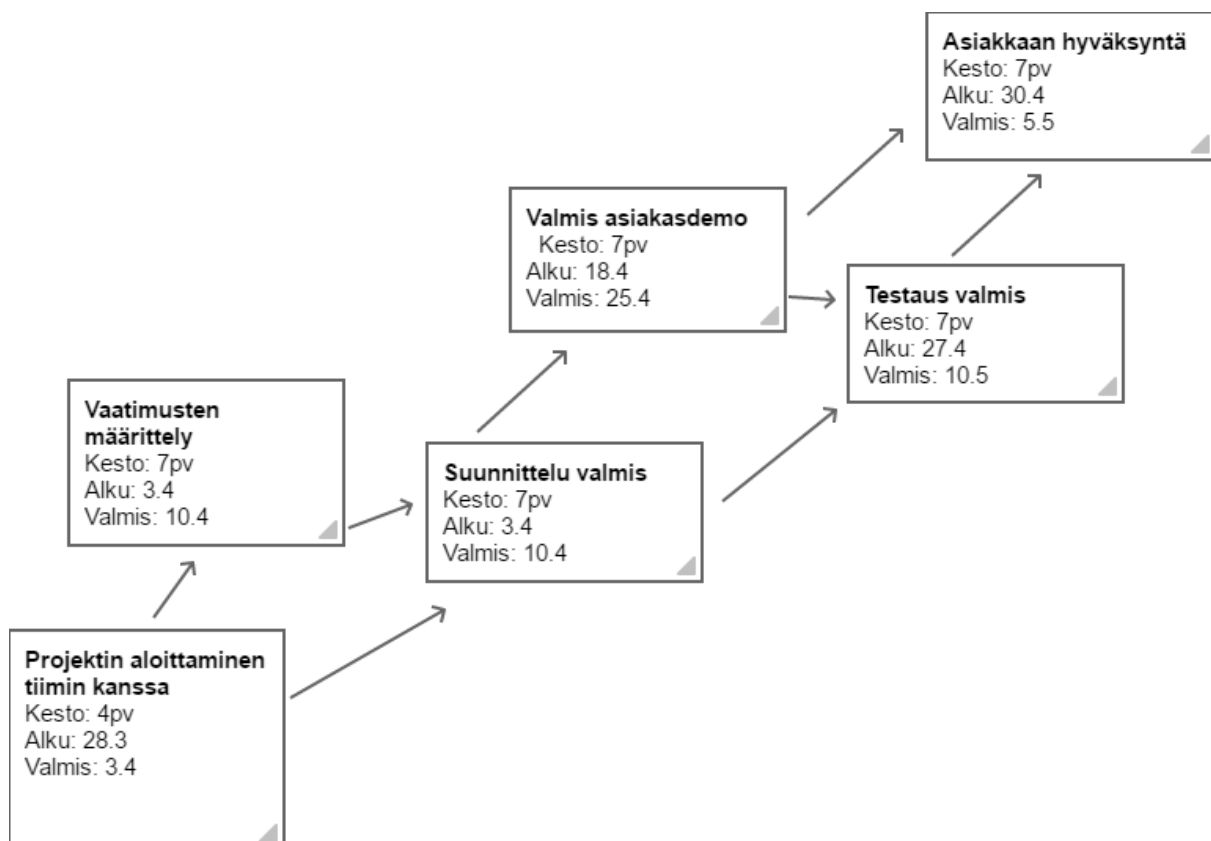 Asiakkaan hyväksyntä
Kesto: 7pv
Alku: 30.4
Valmis: 5.5
Valmis asiakasdemo
Kesto: 7pv
Alku: 18.4
Valmis: 25.4
Testaus valmis
Kesto: 7pv
Alku: 27.4
Valmis: 10.5
Vaatimusten
määrittely
Kesto: 7pv
Alku: 3.4
Valmis: 10.4
Suunnittelu valmis
Kesto: 7pv
Alku: 3.4
Valmis: 10.4
Projektin aloittaminen
tiimin kanssa
Kesto: 4pv
Alku: 28.3
Valmis: 3.4